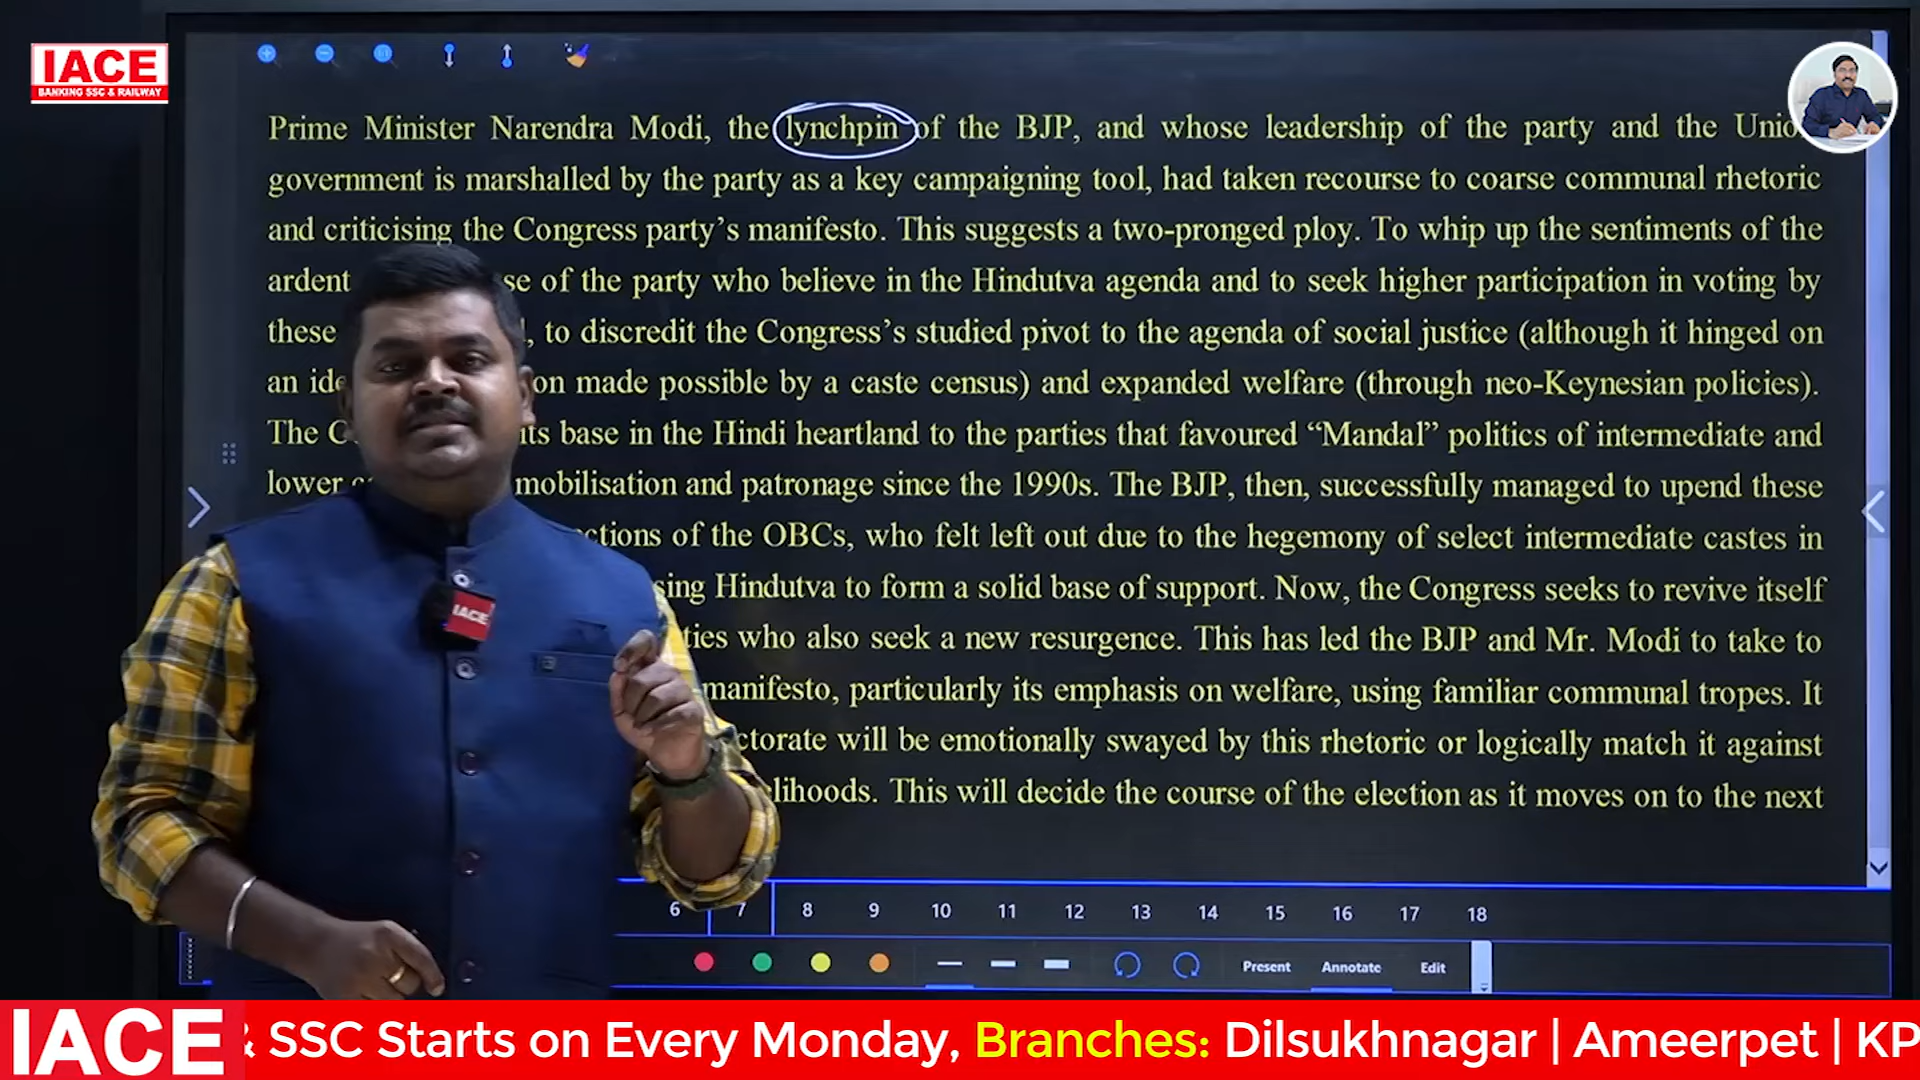 IACE
BANKING SSC & RAILWAY
Prime Minister Narendra Modi, the lynchpin of the BJP, and whose leadership of the party and the
government is marshalled by the party as a key campaigning tool, had taken recourse to coarse communal rhetoric
and criticising the Congress party's manifesto. This suggests a two-pronged ploy. To whip up the sentiments of the
ardent of the party who believe in the Hindutva agenda and to seek higher participation in voting by
these to discredit the Congress's studied pivot to the agenda of social justice (although it hinged on
an made possible by a caste census) and expanded welfare (through neo-Keynesian policies).
The its base in the Hindi heartland to the parties that favoured “Mandal” politics of intermediate and
lower mobilisation and patronage since the 1990s. The BJP, then, successfully managed to upend these
of the OBCs, who felt left out due to the hegemony of select intermediate castes in
Hindutva to form a solid base of support. Now, the Congress seeks to revive itself
who also seek a new resurgence. This has led the BJP and Mr. Modi to take to
manifesto, particularly its emphasis on welfare, using familiar communal tropes. It
will be emotionally swayed by this rhetoric or logically match it against
This will decide the course of the election as it moves on to the next
IACE
6 7 8 9 10 11 12 13 14 15 16 17 18
Present Annotate Edit
IACE & SSC Starts on Every Monday, Branches: Dilsukhnagar | Ameerpet | KP